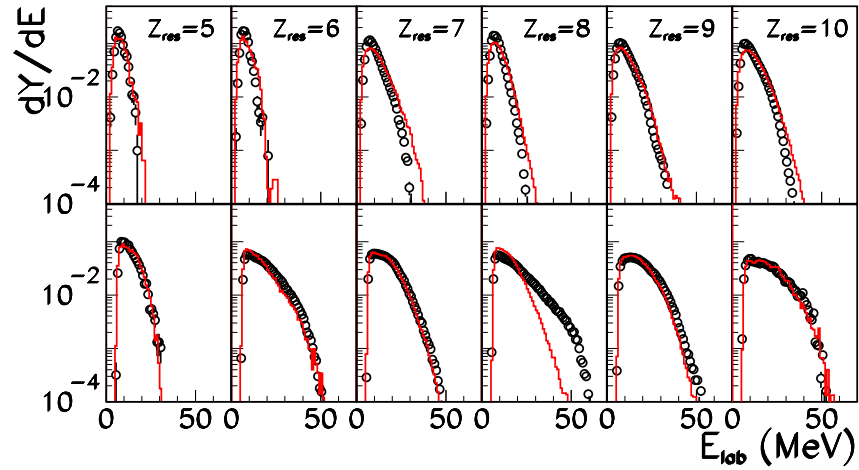 dY/dE
Z_res=5 Z_res=6 Z_res=7 Z_res=8 Z_res=9 Z_res=10
10^-2
10^-4
10^-2
10^-4
0 50 0 50 0 50 0 50 0 50 0 50
E_lab (MeV)